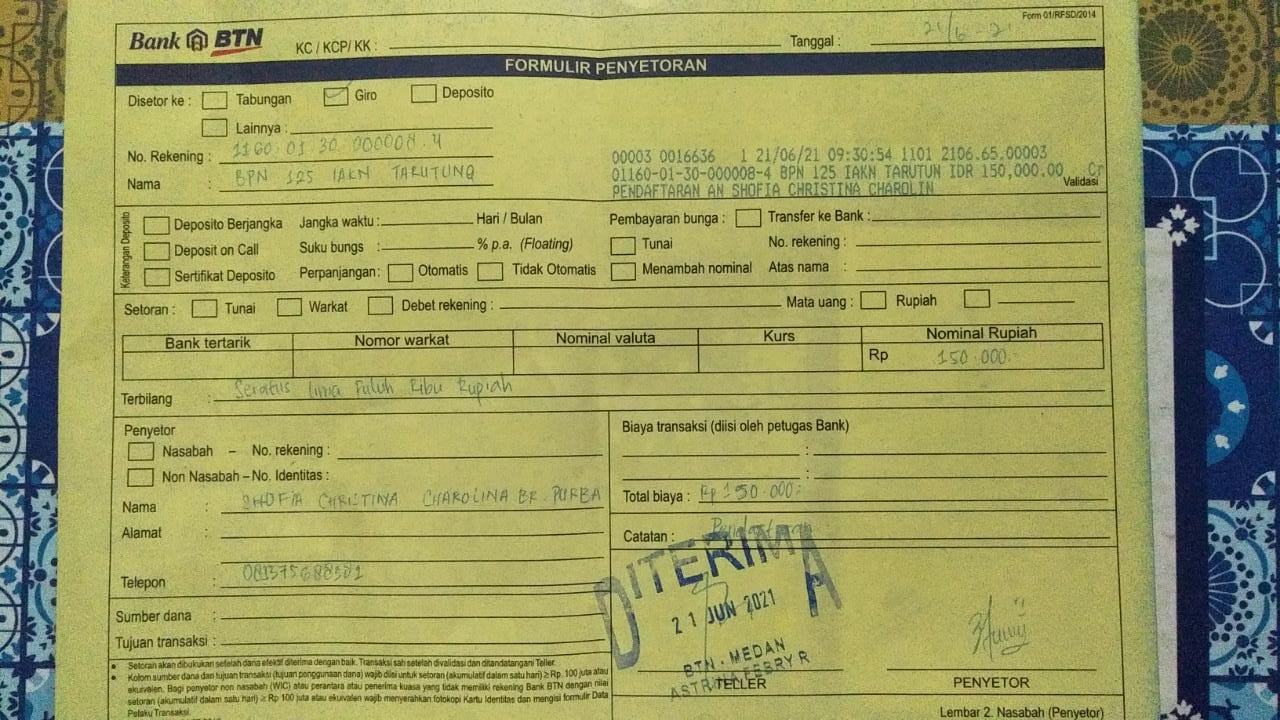 Form 01/RFSD/2014
Bank BTN KC / KCP/ KK : Tanggal : 21/6-21
FORMULIR PENYETORAN
Disetor ke : Tabungan Giro Deposito
Lainnya :
No. Rekening : 1160.01.30.000008.4
Nama : BPN 125 IAKN TARUTUNG
00003 0016636 1 21/06/21 09:30:54 1101 2106.65.00003
01160-01-30-000008-4 BPN 125 IAKN TARUTUN IDR 150,000.00 Cr
Validasi
PENDAFTARAN AN SHOFIA CHRISTINA CHAROLIN
Keterangan Deposito
Deposito Berjangka Jangka waktu : Hari / Bulan
Deposit on Call Suku bungs : % p.a. (Floating)
Sertifikat Deposito Perpanjangan: Otomatis Tidak Otomatis
Pembayaran bunga : Transfer ke Bank :
Tunai No. rekening :
Menambah nominal Atas nama :
Setoran : Tunai Warkat Debet rekening : Mata uang : Rupiah
Bank tertarik Nomor warkat Nominal valuta Kurs Nominal Rupiah
Rp 150.000.
Terbilang : Seratus lima Puluh Ribu Rupiah
Penyetor
Nasabah – No. rekening :
Non Nasabah – No. Identitas :
Nama : SHOFIA CHRISTINA CHAROLINA BR. PURBA
Alamat :
Telepon :
Sumber dana :
Tujuan transaksi :
Biaya transaksi (diisi oleh petugas Bank)
:
:
Total biaya : Rp 150.000;
Catatan : Pendaftaran
DITERIMA
21 JUN 2021
BTN - MEDAN
FEBRY R
TELLER PENYETOR
• Setoran akan dibukukan setelah dana efektif diterima dengan baik. Transaksi sah setelah divalidasi dan ditandatangani Teller.
• Kolom sumber dana dan tujuan transaksi (tujuan penggunaan dana) wajib diisi untuk setoran (akumulatif dalam satu hari) ≥ Rp. 100 juta atau
ekuivalen. Bagi penyetor non nasabah (WIC) atau perantara atau penerima kuasa yang tidak memiliki rekening Bank BTN dengan nilai
setoran (akumulatif dalam satu hari) ≥ Rp 100 juta atau ekuivalen wajib menyerahkan fotokopi Kartu Identitas dan mengisi formulir Data
Pelaku Transaksi.
Lembar 2. Nasabah (Penyetor)